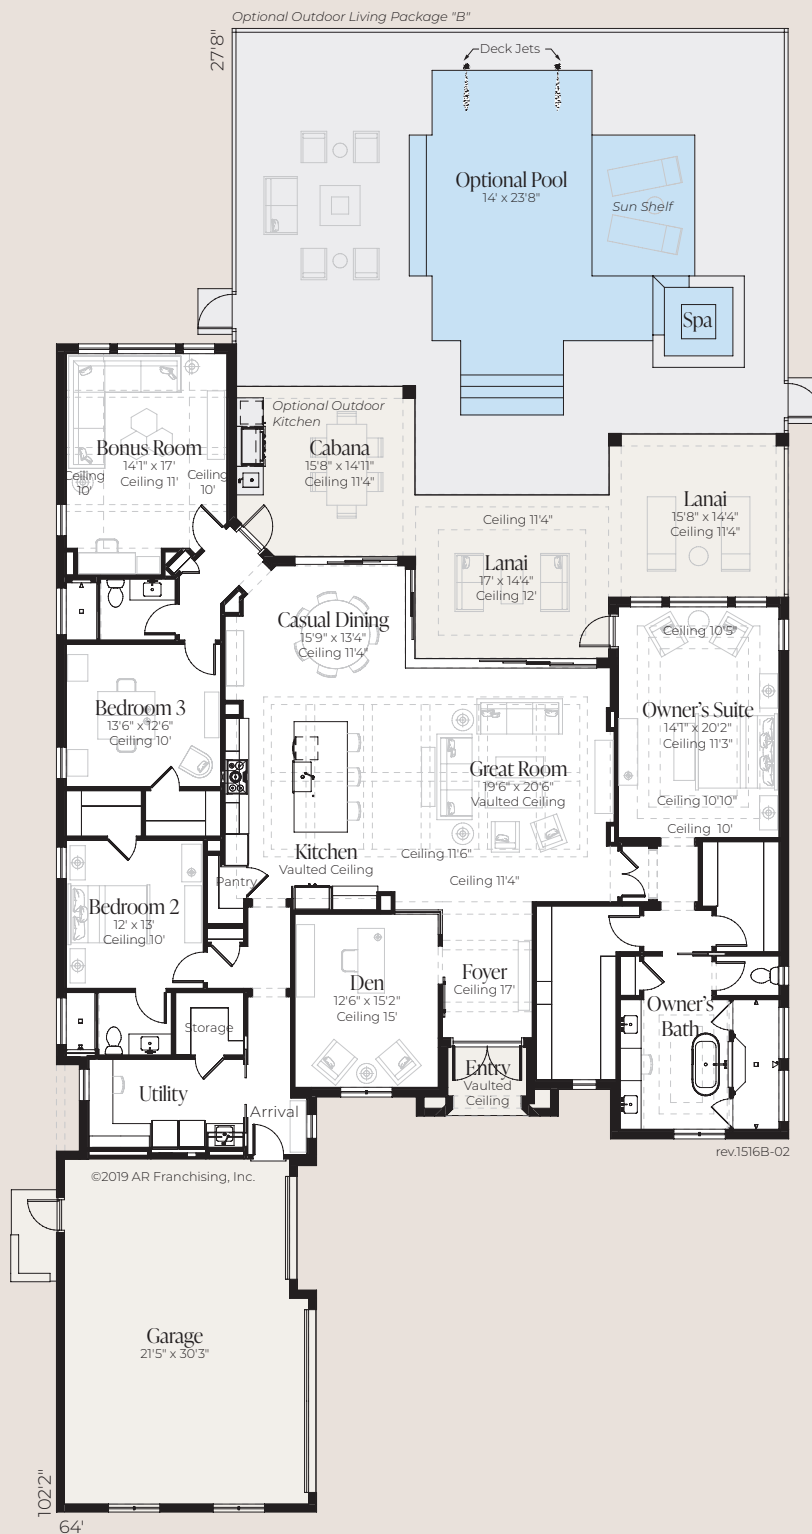 Optional Outdoor Living Package "B"
27'8"
Deck Jets
Optional Pool
14' x 23'8"
Sun Shelf
Spa
Optional Outdoor
Kitchen
Bonus Room
14'1" x 17'
Ceiling 11'
Ceiling
10'
Ceiling
10'
Cabana
15'8" x 14'11"
Ceiling 11'4"
Lanai
15'8" x 14'4"
Ceiling 11'4"
Ceiling 11'4"
Lanai
17' x 14'4"
Ceiling 12'
Casual Dining
15'9" x 13'4"
Ceiling 11'4"
Ceiling 10'5"
Bedroom 3
13'6" x 12'6"
Ceiling 10'
Owner's Suite
14'1" x 20'2"
Ceiling 11'3"
Great Room
19'6" x 20'6"
Vaulted Ceiling
Ceiling 10'10"
Ceiling 10'
Kitchen
Vaulted Ceiling
Ceiling 11'6"
Ceiling 11'4"
Pantry
Bedroom 2
12' x 13'
Ceiling 10'
Den
12'6" x 15'2"
Ceiling 15'
Foyer
Ceiling 17'
Owner's
Bath
Storage
Entry
Vaulted
Ceiling
Utility
Arrival
rev.1516B-02
©2019 AR Franchising, Inc.
Garage
21'5" x 30'3"
102'2"
64'